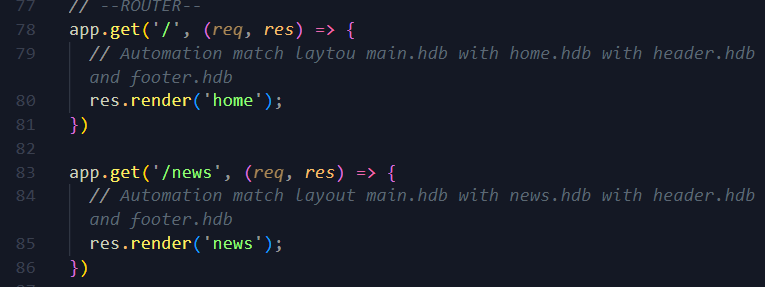 77 // --ROUTER--
78 app.get('/', (req, res) => {
79 // Automation match laytou main.hdb with home.hdb with header.hdb
and footer.hdb
80 res.render('home');
81 })
82
83 app.get('/news', (req, res) => {
84 // Automation match layout main.hdb with news.hdb with header.hdb
and footer.hdb
85 res.render('news');
86 })